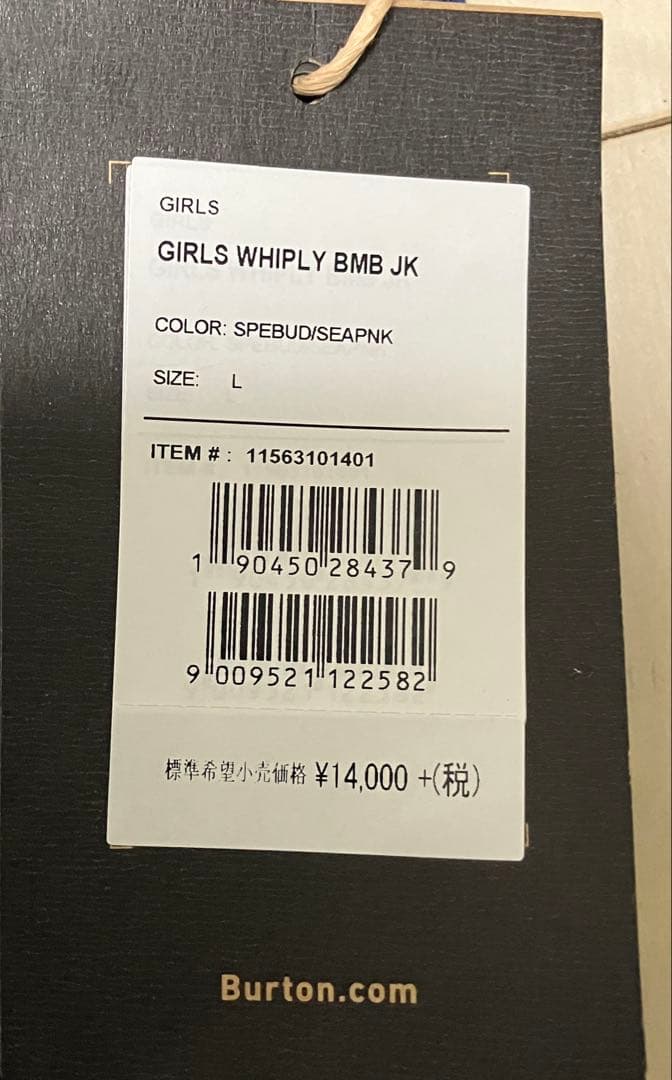 GIRLS
GIRLS WHIPLY BMB JK
COLOR: SPEBUD/SEAPNK
SIZE: L
ITEM # : 11563101401
1 90450 28437 9
9 009521 122582
標準希望小売価格 ¥14,000 +(税)
Burton.com